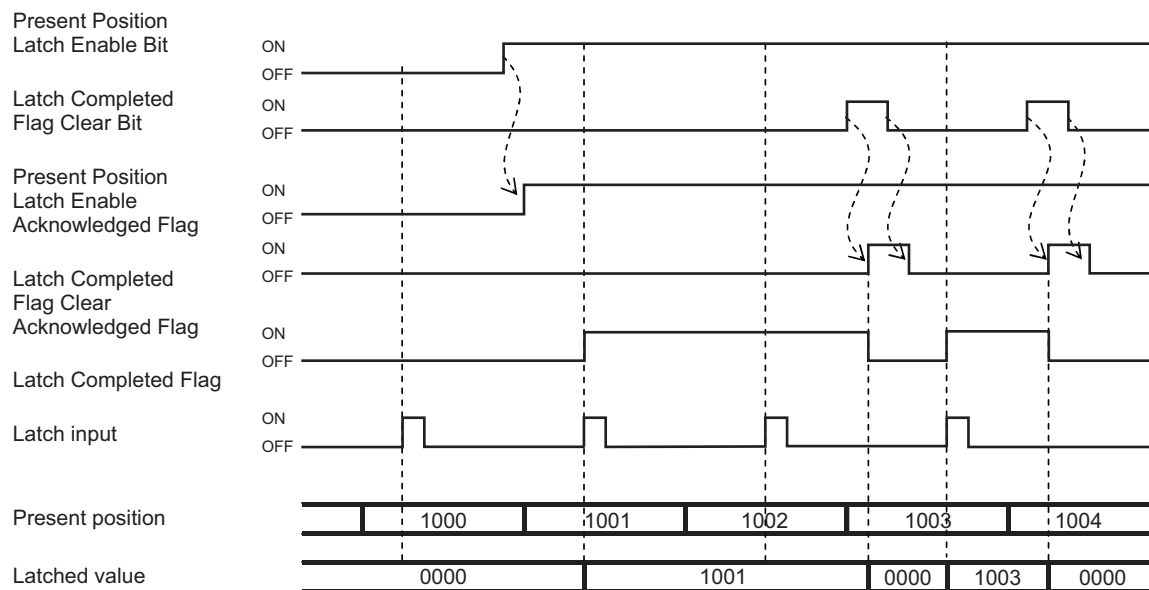 Present Position
Latch Enable Bit
ON
OFF
Latch Completed
Flag Clear Bit
ON
OFF
Present Position
Latch Enable
Acknowledged Flag
ON
OFF
ON
OFF
Latch Completed
Flag Clear
Acknowledged Flag
ON
OFF
Latch Completed Flag
Latch input
ON
OFF
Present position
1000 1001 1002 1003 1004
Latched value
0000 1001 0000 1003 0000